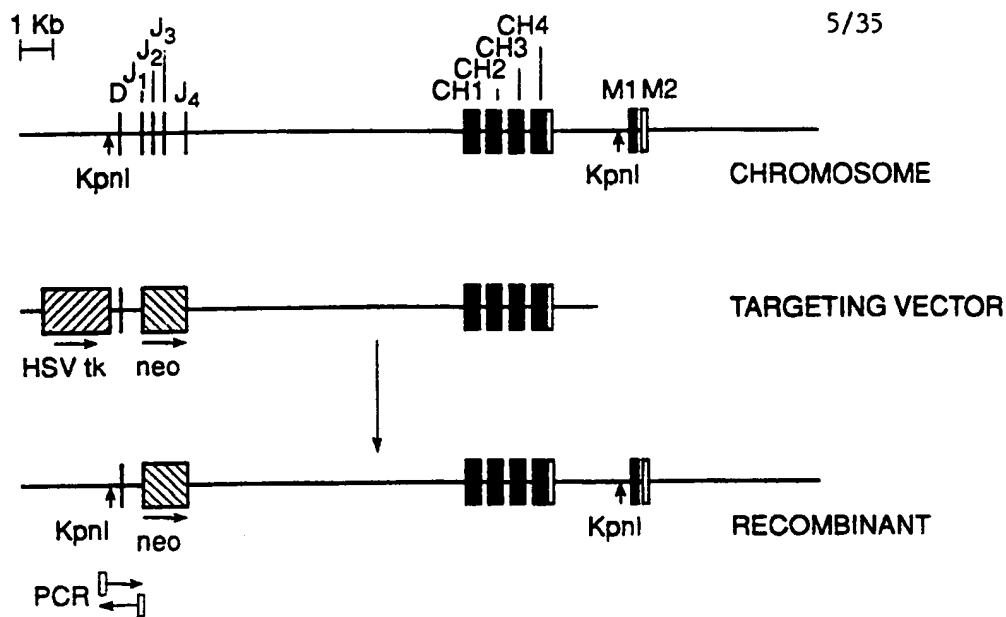 1 Kb
5/35
D J1 J2 J3 J4
CH1 CH2 CH3 CH4
M1 M2
KpnI
KpnI
CHROMOSOME
HSV tk
neo
TARGETING VECTOR
KpnI
neo
KpnI
RECOMBINANT
PCR